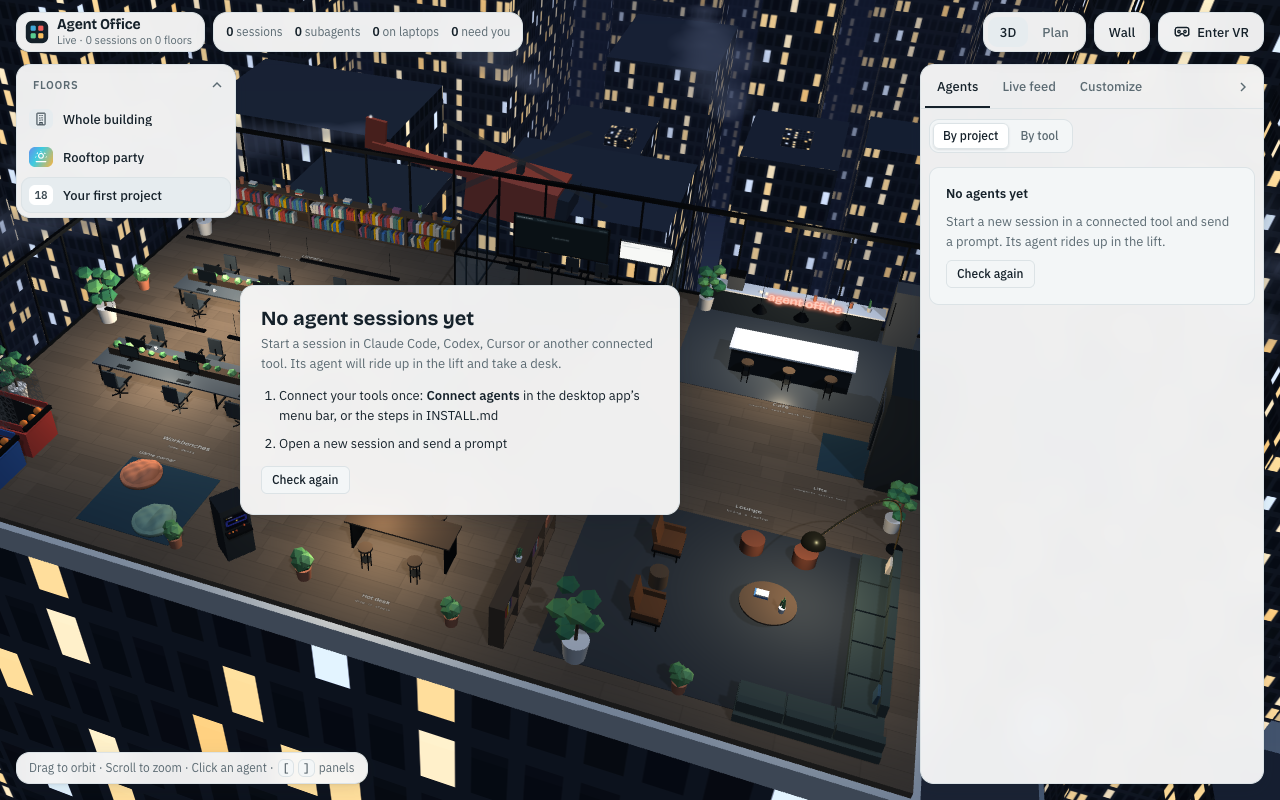 Agent Office
Live · 0 sessions on 0 floors
0 sessions 0 subagents 0 on laptops 0 need you
3D Plan
Wall
Enter VR
FLOORS
Whole building
Rooftop party
18 Your first project
Agents Live feed Customize
By project By tool
No agents yet
Start a new session in a connected tool and send
a prompt. Its agent rides up in the lift.
Check again
No agent sessions yet
Start a session in Claude Code, Codex, Cursor or another connected
tool. Its agent will ride up in the lift and take a desk.
1. Connect your tools once: Connect agents in the desktop app's
menu bar, or the steps in INSTALL.md
2. Open a new session and send a prompt
Check again
agent office
Workbenches
Lounge
Hot desk
Drag to orbit · Scroll to zoom · Click an agent · [ ] panels